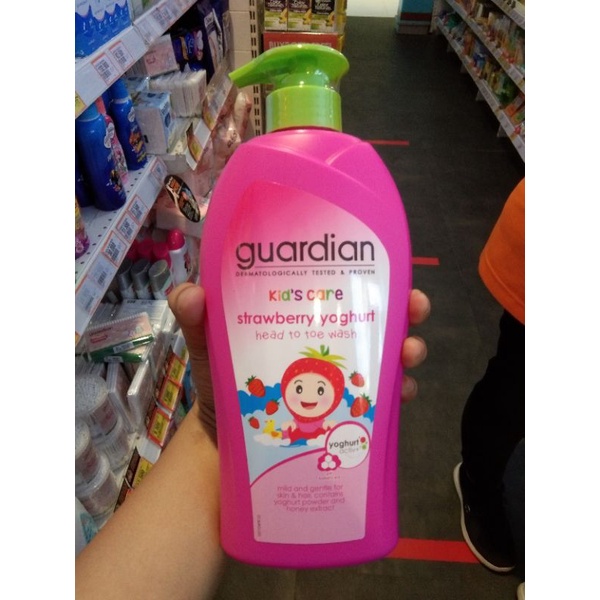 guardian
DERMATOLOGICALLY TESTED & PROVEN
kid's care
strawberry yoghurt
head to toe wash
yoghurt
mild and gentle for
skin & hair, contains
yoghurt powder and
honey extract